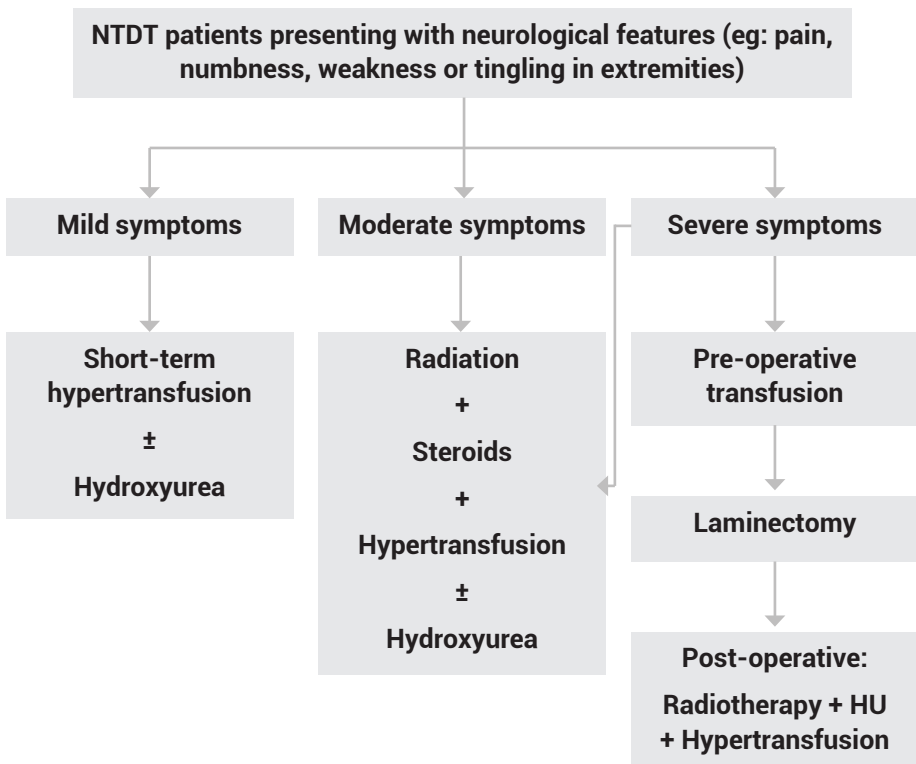 NTDT patients presenting with neurological features (eg: pain,
numbness, weakness or tingling in extremities)
Mild symptoms
Moderate symptoms
Severe symptoms
Short-term
hypertransfusion
±
Hydroxyurea
Radiation
+
Steroids
+
Hypertransfusion
±
Hydroxyurea
Pre-operative
transfusion
Laminectomy
Post-operative:
Radiotherapy + HU
+ Hypertransfusion